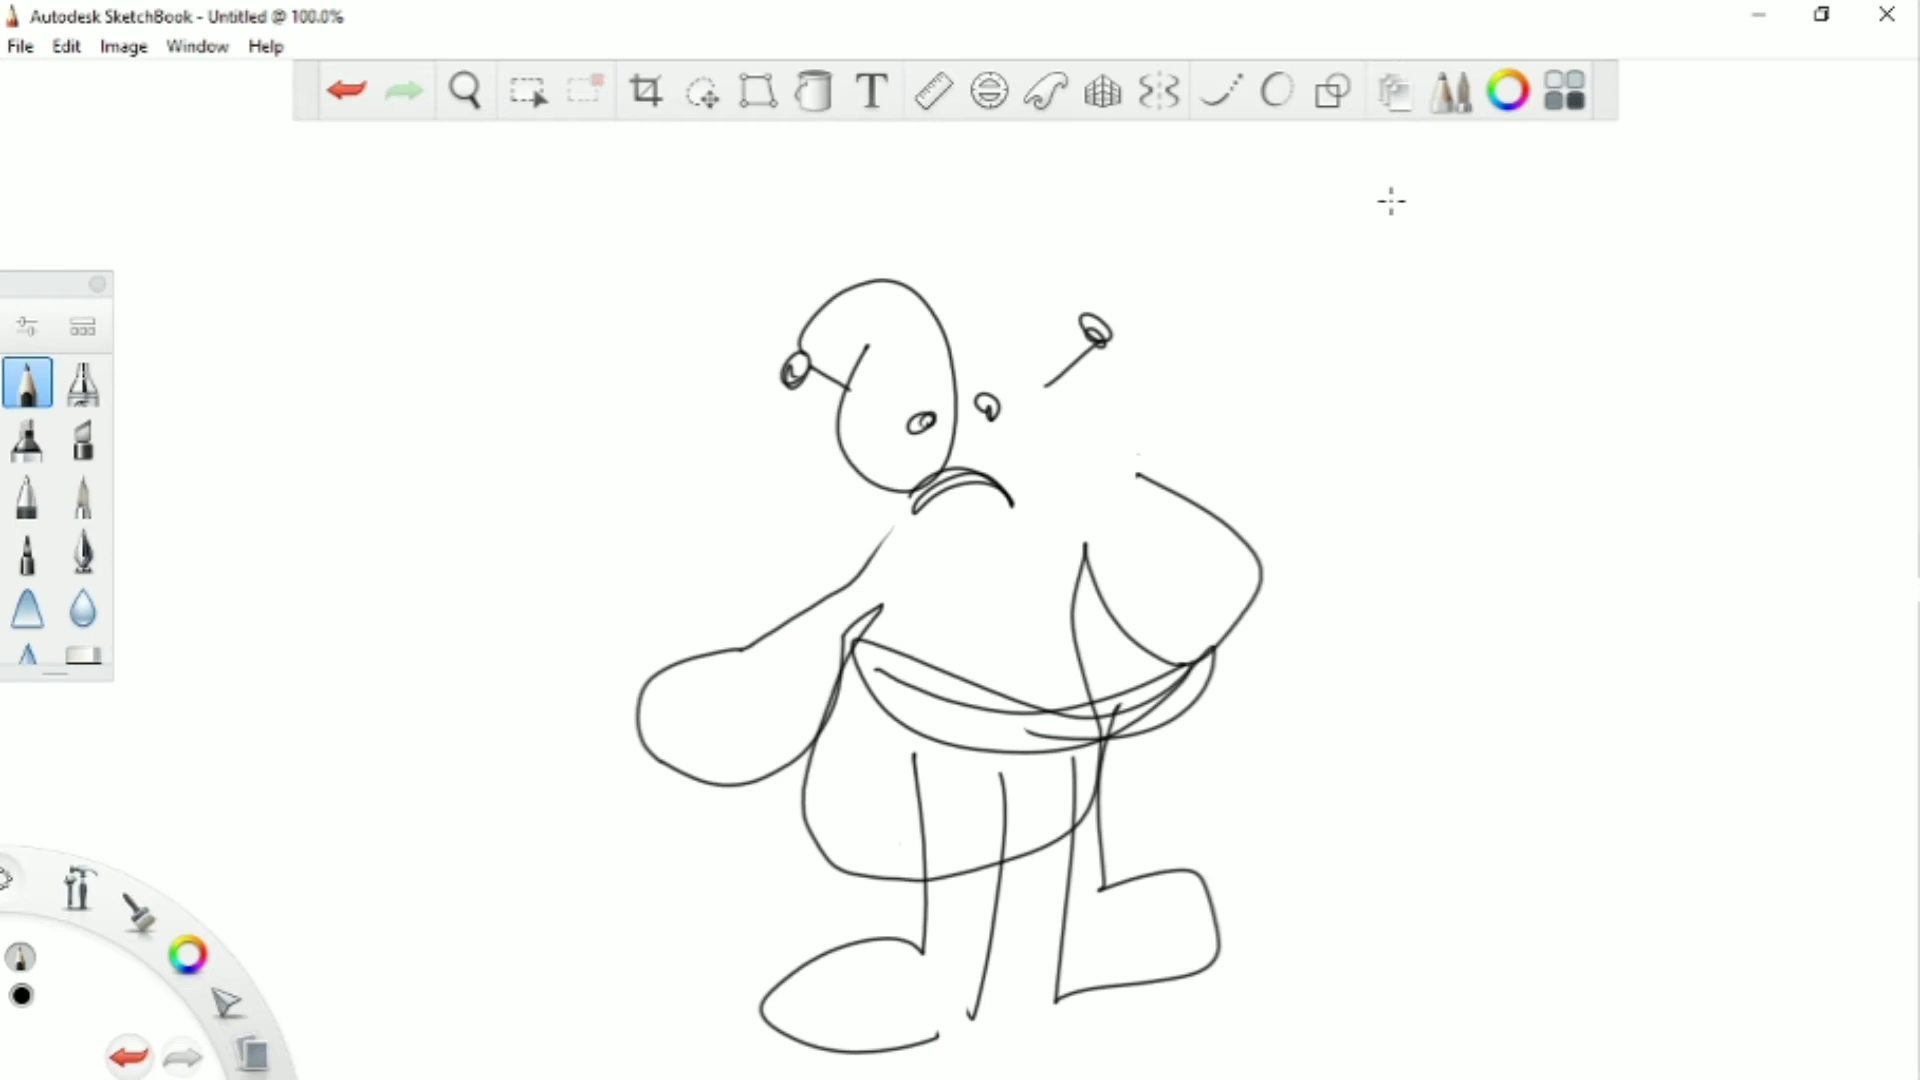 Autodesk SketchBook - Untitled @ 100.0%
File Edit Image Window Help
T